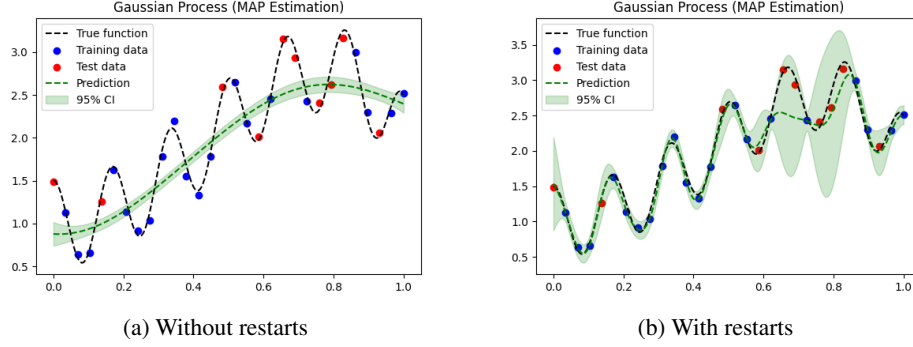 Gaussian Process (MAP Estimation)
True function
Training data
Test data
Prediction
95% CI
3.0
2.5
2.0
1.5
1.0
0.5
0.0 0.2 0.4 0.6 0.8 1.0
(a) Without restarts
Gaussian Process (MAP Estimation)
True function
Training data
Test data
Prediction
95% CI
3.5
3.0
2.5
2.0
1.5
1.0
0.5
0.0 0.2 0.4 0.6 0.8 1.0
(b) With restarts